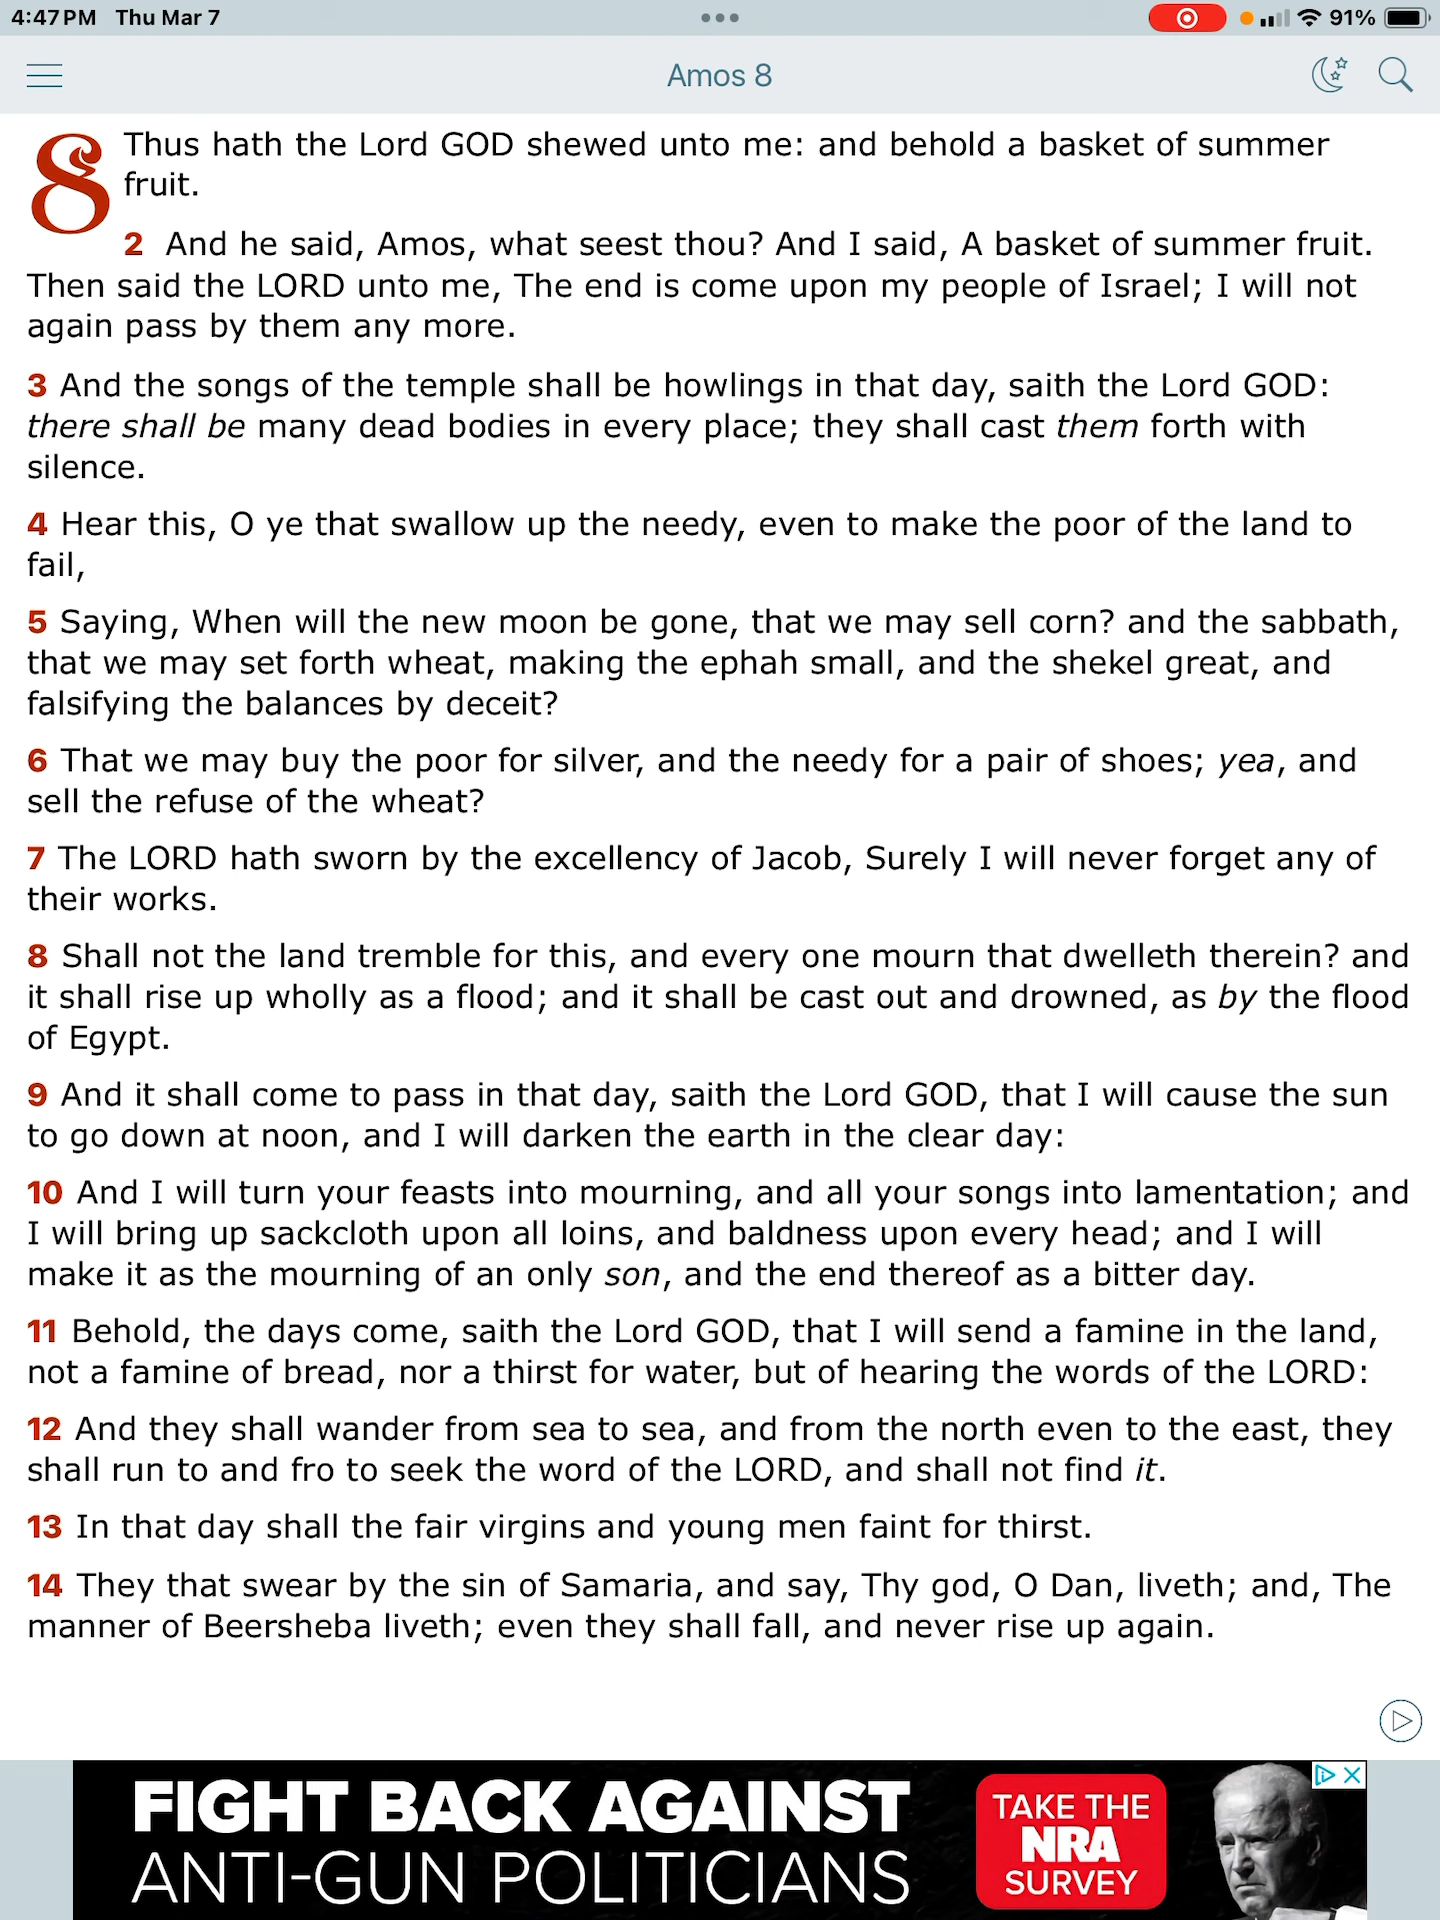 4:47 PM Thu Mar 7
91%
Amos 8
8 Thus hath the Lord GOD shewed unto me: and behold a basket of summer
fruit.
2 And he said, Amos, what seest thou? And I said, A basket of summer fruit.
Then said the LORD unto me, The end is come upon my people of Israel; I will not
again pass by them any more.
3 And the songs of the temple shall be howlings in that day, saith the Lord GOD:
there shall be many dead bodies in every place; they shall cast them forth with
silence.
4 Hear this, O ye that swallow up the needy, even to make the poor of the land to
fail,
5 Saying, When will the new moon be gone, that we may sell corn? and the sabbath,
that we may set forth wheat, making the ephah small, and the shekel great, and
falsifying the balances by deceit?
6 That we may buy the poor for silver, and the needy for a pair of shoes; yea, and
sell the refuse of the wheat?
7 The LORD hath sworn by the excellency of Jacob, Surely I will never forget any of
their works.
8 Shall not the land tremble for this, and every one mourn that dwelleth therein? and
it shall rise up wholly as a flood; and it shall be cast out and drowned, as by the flood
of Egypt.
9 And it shall come to pass in that day, saith the Lord GOD, that I will cause the sun
to go down at noon, and I will darken the earth in the clear day:
10 And I will turn your feasts into mourning, and all your songs into lamentation; and
I will bring up sackcloth upon all loins, and baldness upon every head; and I will
make it as the mourning of an only son, and the end thereof as a bitter day.
11 Behold, the days come, saith the Lord GOD, that I will send a famine in the land,
not a famine of bread, nor a thirst for water, but of hearing the words of the LORD:
12 And they shall wander from sea to sea, and from the north even to the east, they
shall run to and fro to seek the word of the LORD, and shall not find it.
13 In that day shall the fair virgins and young men faint for thirst.
14 They that swear by the sin of Samaria, and say, Thy god, O Dan, liveth; and, The
manner of Beersheba liveth; even they shall fall, and never rise up again.
FIGHT BACK AGAINST
ANTI-GUN POLITICIANS
TAKE THE
NRA
SURVEY